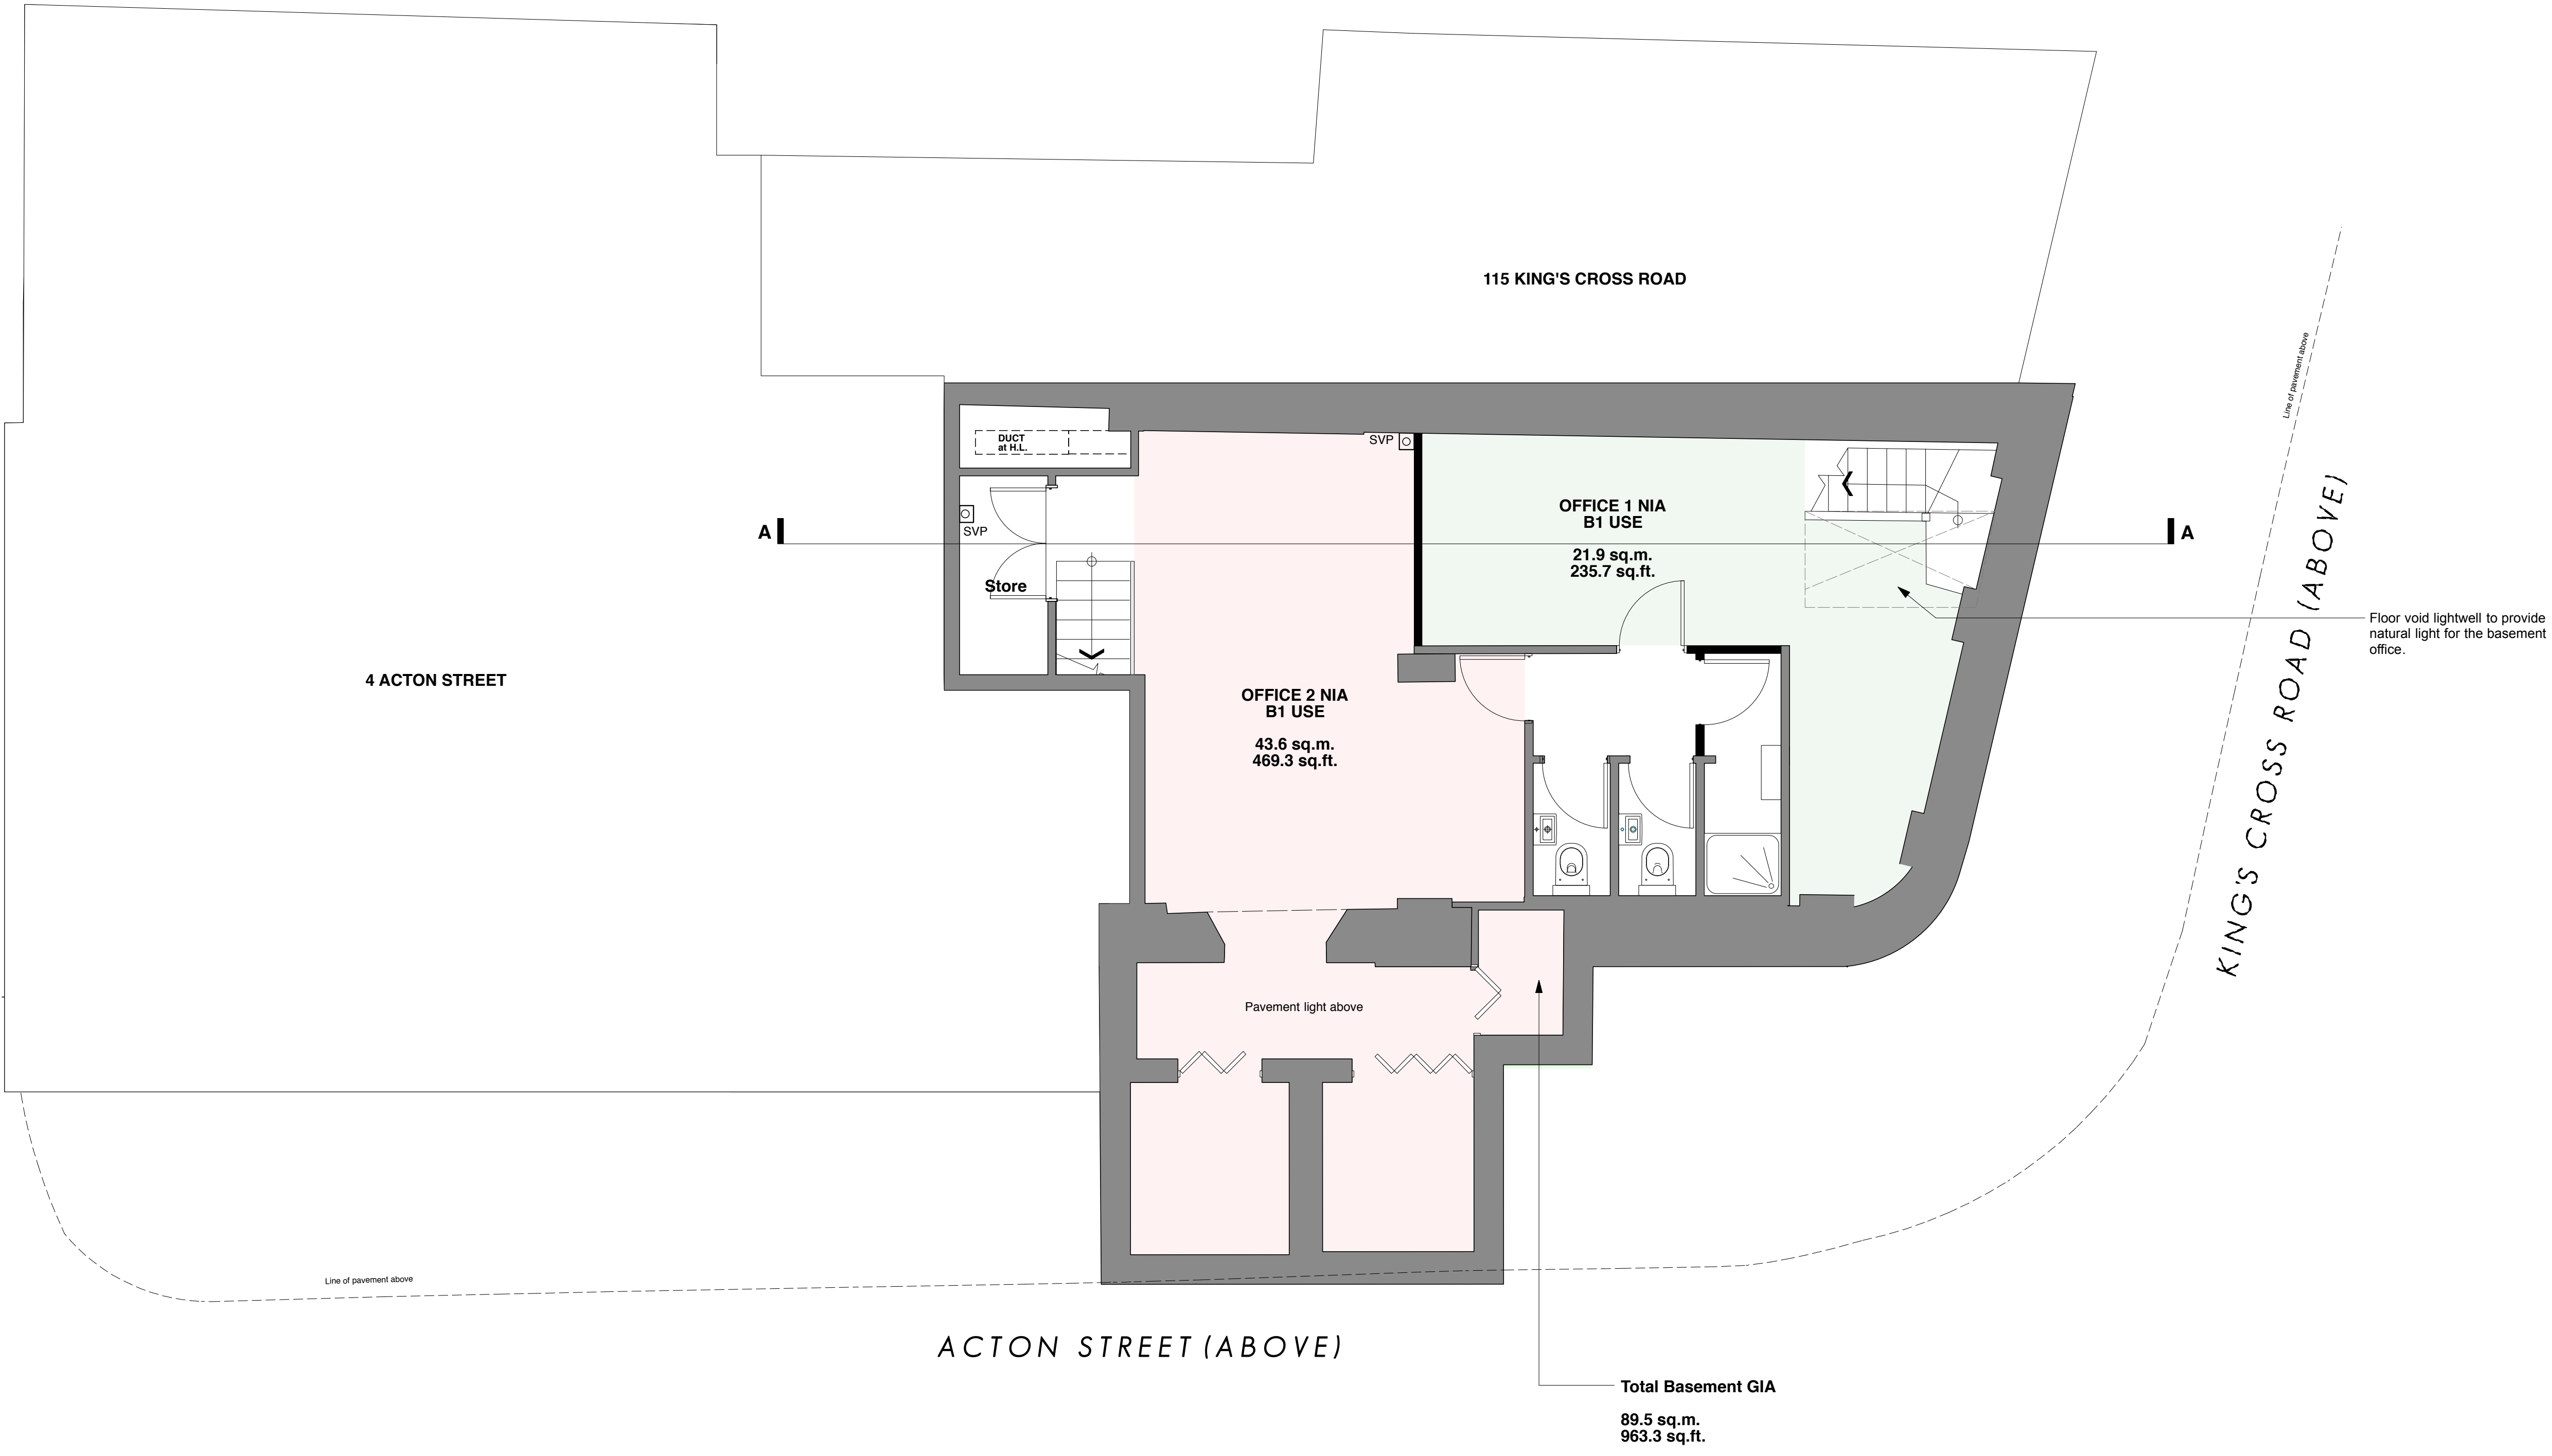 115 KING'S CROSS ROAD
Line of pavement above
DUCT
at H.L.
SVP
OFFICE 1 NIA
B1 USE
21.9 sq.m.
235.7 sq.ft.
A
SVP
A
Store
KING'S CROSS ROAD (ABOVE)
Floor void lightwell to provide
natural light for the basement
office.
4 ACTON STREET
OFFICE 2 NIA
B1 USE
43.6 sq.m.
469.3 sq.ft.
Pavement light above
Line of pavement above
ACTON STREET (ABOVE)
Total Basement GIA
89.5 sq.m.
963.3 sq.ft.